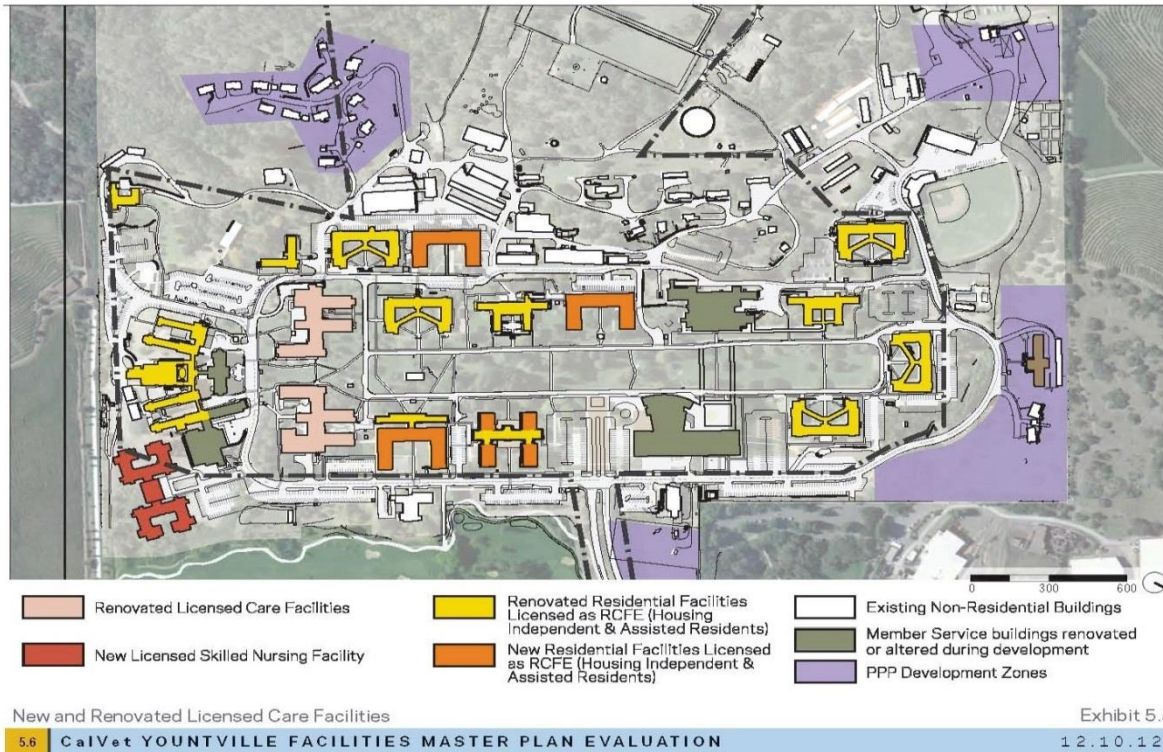 0 300 600
Renovated Licensed Care Facilities
New Licensed Skilled Nursing Facility
Renovated Residential Facilities
Licensed as RCFE (Housing
Independent & Assisted Residents)
New Residential Facilities Licensed
as RCFE (Housing Independent &
Assisted Residents)
Existing Non-Residential Buildings
Member Service buildings renovated
or altered during development
PPP Development Zones
New and Renovated Licensed Care Facilities
Exhibit 5.
5.6 CalVet YOUNTVILLE FACILITIES MASTER PLAN EVALUATION 12.10.12